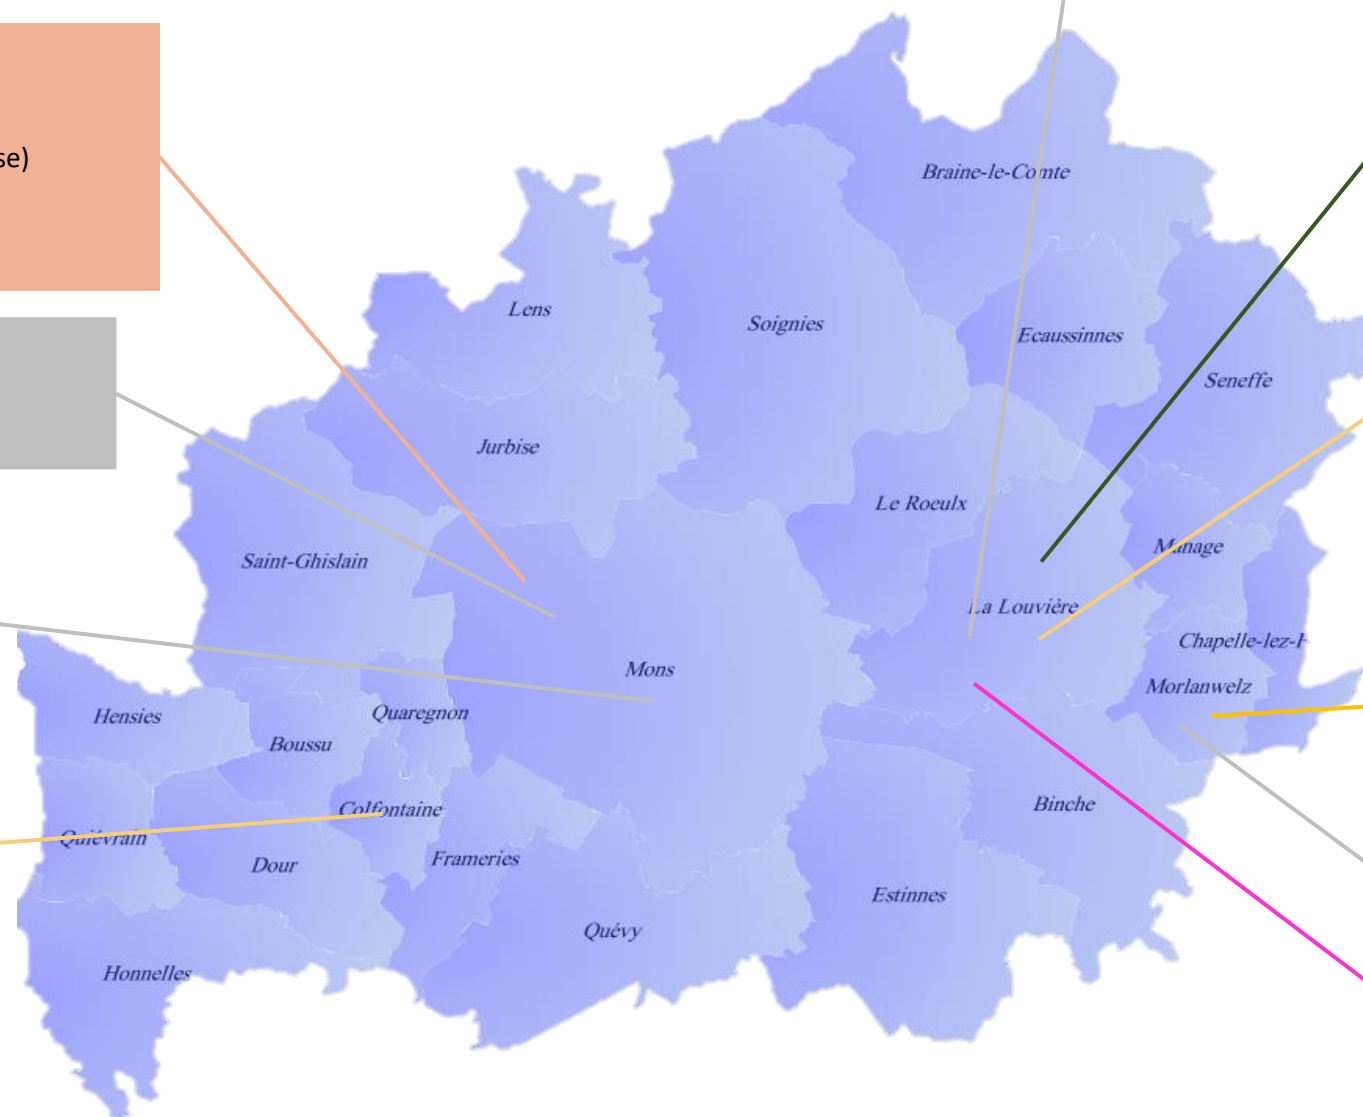 se)
Braine-le-Comte
Lens
Soignies
Ecaussinnes
Seneffe
Jurbise
Le Roeulx
Manage
Saint-Ghislain
La Louvière
Chapelle-lez-H
Mons
Morlanwelz
Hensies
Quaregnon
Boussu
Binche
Colfontaine
Quiévrain
Frameries
Dour
Estinnes
Quévy
Honnelles